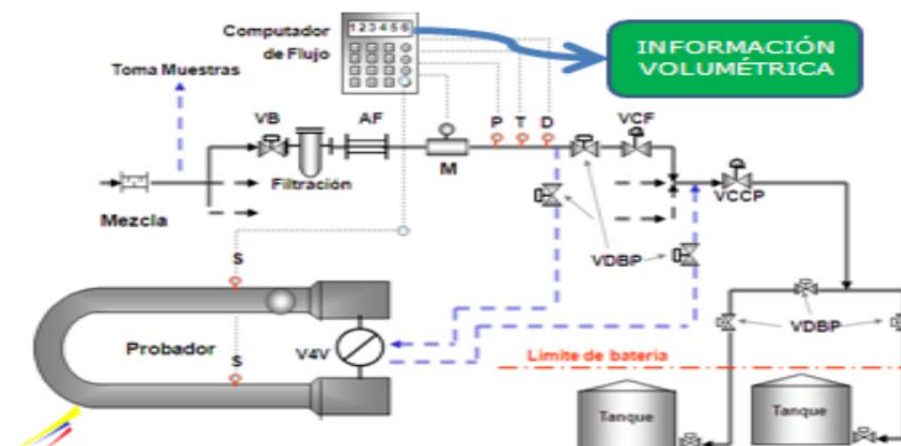 Computador
de Flujo
123456
INFORMACIÓN
VOLUMÉTRICA
Toma Muestras
VB
AF
P T D
VCF
Filtración
M
VCCP
Mezcla
VDBP
S
Probador
V4V
S
VDBP
Limite de bateria
Tanque
Tanque